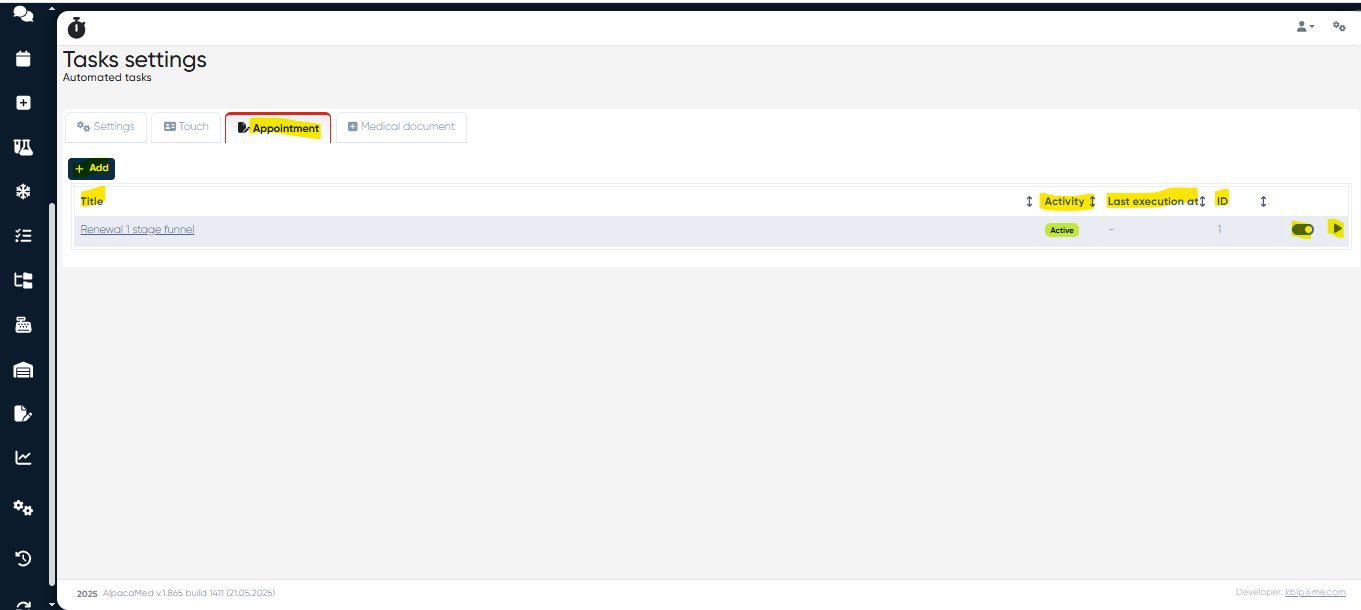 Tasks settings
Automated tasks
Settings Touch Appointment Medical document
+ Add
Title Activity Last execution at ID
Renewal 1 stage funnel Active - 1
2025 AlpacaMed v.1.865 build 1411 (21.05.2025) Developer: kblp@me.com